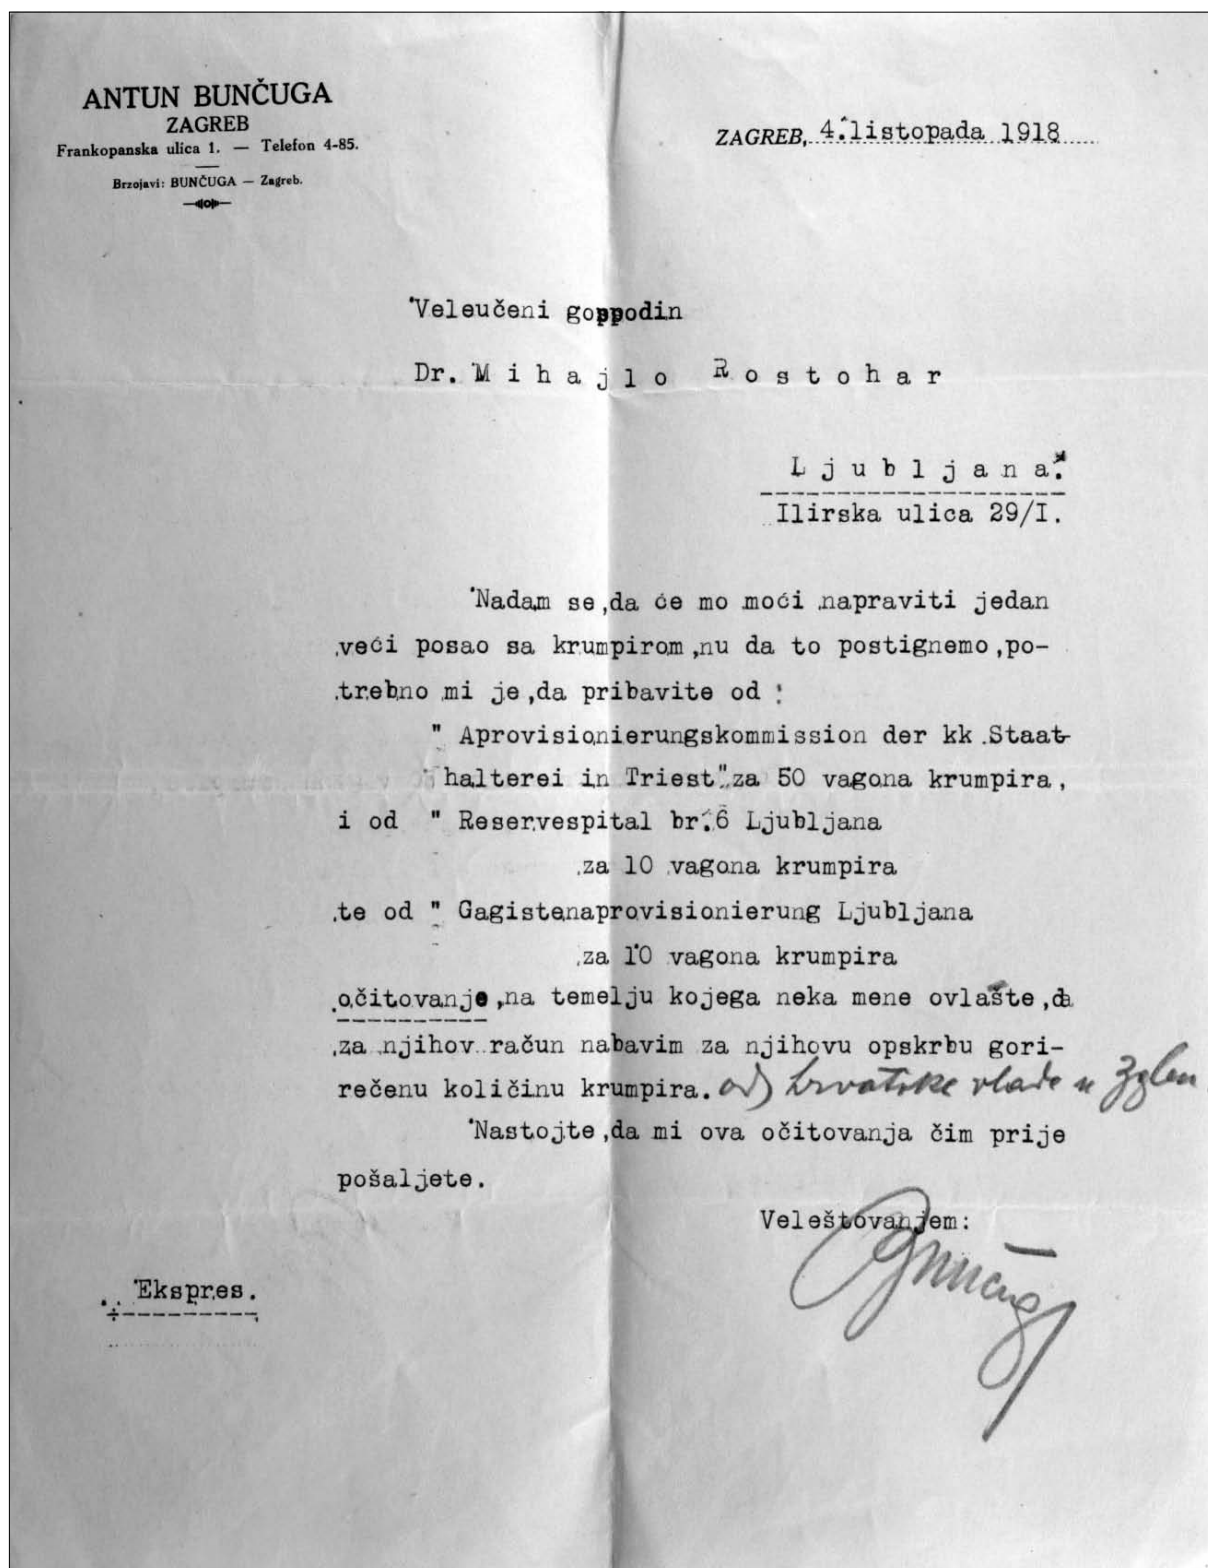 ANTUN BUNČUGA
ZAGREB
Frankopanska ulica 1. — Telefon 4-85.
Brzojavi: BUNČUGA — Zagreb.
ZAGREB, 4. listopada 1918
Veleučeni goppodin
Dr. Mihajlo Rostohar
Ljubljana.
Ilirska ulica 29/I.
Nadam se,da će mo moći napraviti jedan
veći posao sa krumpirom,nu da to postignemo,po-
trebno mi je,da pribavite od :
" Aprovisionierungskommission der kk.Staat-
halterei in Triest" za 50 vagona krumpira,
i od " Reservespital br.6 Ljubljana
za 10 vagona krumpira
te od " Gagistenaprovisionierung Ljubljana
za 10 vagona krumpira
očitovanje,na temelju kojega neka mene ovlašte,da
za njihov račun nabavim za njihovu opskrbu gori-
rečenu količinu krumpira. od hrvatske vlade u
Nastojte,da mi ova očitovanja čim prije
pošaljete.
Veleštovanjem:
Ekspres.